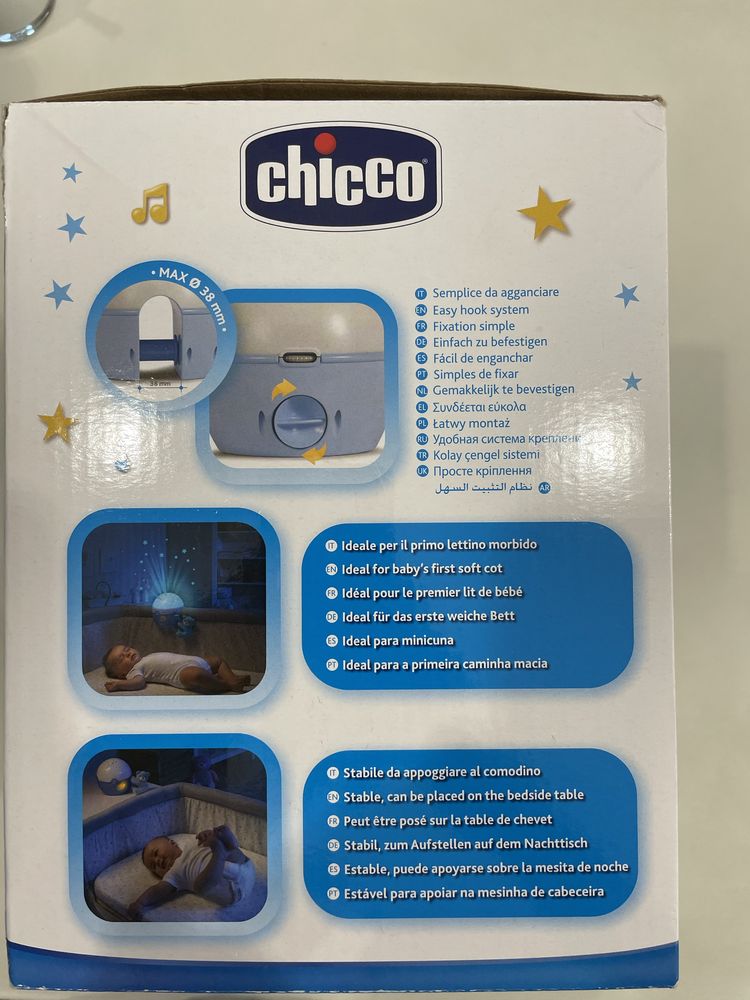 chicco
• MAX Ø 38 mm •
38 mm
IT Semplice da agganciare
EN Easy hook system
FR Fixation simple
DE Einfach zu befestigen
ES Fácil de enganchar
PT Simples de fixar
NL Gemakkelijk te bevestigen
EL Συνδέεται εύκολα
PL Łatwy montaż
RU Удобная система
TR Kolay çengel sistemi
UK Просте кріплення
AR نظام التثبيت السهل
IT Ideale per il primo lettino morbido
EN Ideal for baby's first soft cot
FR Idéal pour le premier lit de bébé
DE Ideal für das erste weiche Bett
ES Ideal para minicuna
PT Ideal para a primeira caminha macia
IT Stabile da appoggiare al comodino
EN Stable, can be placed on the bedside table
FR Peut être posé sur la table de chevet
DE Stabil, zum Aufstellen auf dem Nachttisch
ES Estable, puede apoyarse sobre la mesita de noche
PT Estável para apoiar na mesinha de cabeceira